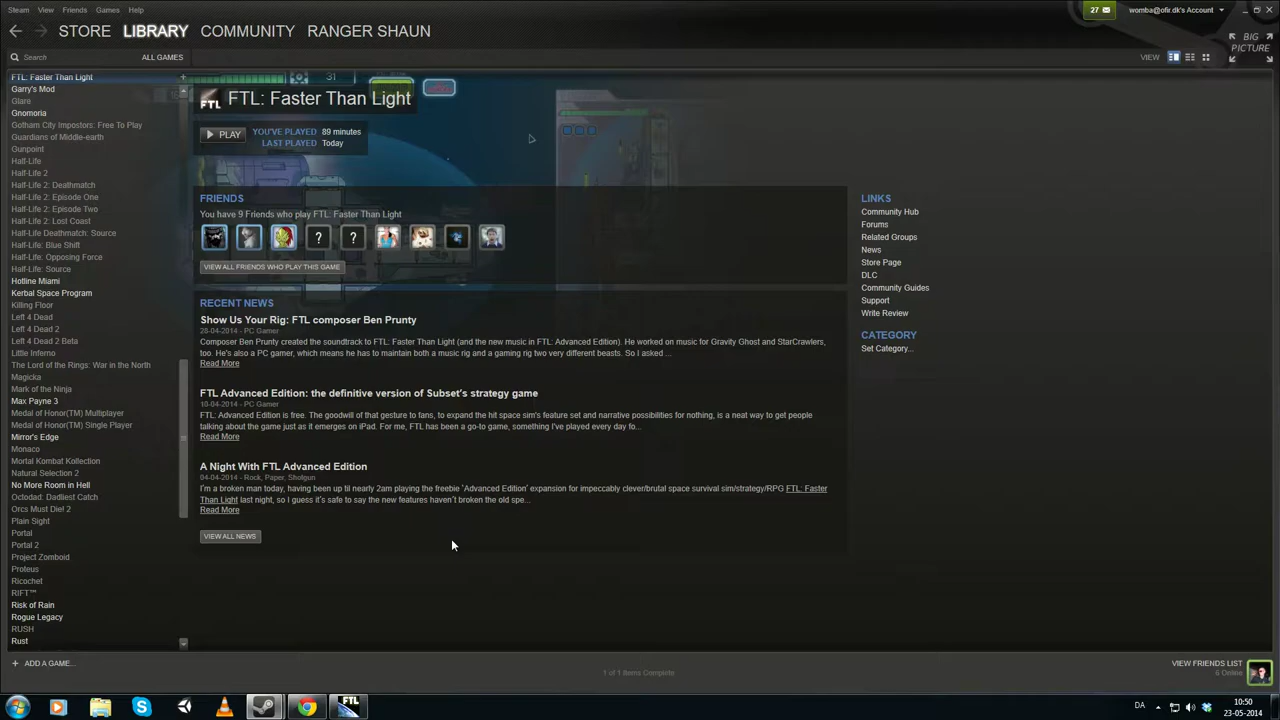 Steam View Friends Games Help
27 womba@ofir.dk's Account
STORE LIBRARY COMMUNITY RANGER SHAUN
BIG PICTURE
Search ALL GAMES VIEW
FTL: Faster Than Light
Garry's Mod
Glare
Gnomoria
Gotham City Impostors: Free To Play
Guardians of Middle-earth
Gunpoint
Half-Life
Half-Life 2
Half-Life 2: Deathmatch
Half-Life 2: Episode One
Half-Life 2: Episode Two
Half-Life 2: Lost Coast
Half-Life Deathmatch: Source
Half-Life: Blue Shift
Half-Life: Opposing Force
Half-Life: Source
Hotline Miami
Kerbal Space Program
Killing Floor
Left 4 Dead
Left 4 Dead 2
Left 4 Dead 2 Beta
Little Inferno
The Lord of the Rings: War in the North
Magicka
Mark of the Ninja
Max Payne 3
Medal of Honor(TM) Multiplayer
Medal of Honor(TM) Single Player
Mirror's Edge
Monaco
Mortal Kombat Kollection
Natural Selection 2
No More Room in Hell
Octodad: Dadliest Catch
Orcs Must Die! 2
Plain Sight
Portal
Portal 2
Project Zomboid
Proteus
Ricochet
RIFT™
Risk of Rain
Rogue Legacy
RUSH
Rust
31
FTL FTL: Faster Than Light
PLAY YOU'VE PLAYED 89 minutes
LAST PLAYED Today
FRIENDS
You have 9 Friends who play FTL: Faster Than Light
? ?
VIEW ALL FRIENDS WHO PLAY THIS GAME
RECENT NEWS
Show Us Your Rig: FTL composer Ben Prunty
28-04-2014 - PC Gamer
Composer Ben Prunty created the soundtrack to FTL: Faster Than Light (and the new music in FTL: Advanced Edition). He worked on music for Gravity Ghost and StarCrawlers,
too. He's also a PC gamer, which means he has to maintain both a music rig and a gaming rig two very different beasts. So I asked ...
Read More
FTL Advanced Edition: the definitive version of Subset's strategy game
10-04-2014 - PC Gamer
FTL: Advanced Edition is free. The goodwill of that gesture to fans, to expand the hit space sim's feature set and narrative possibilities for nothing, is a neat way to get people
talking about the game just as it emerges on iPad. For me, FTL has been a go-to game, something I've played every day fo...
Read More
A Night With FTL Advanced Edition
04-04-2014 - Rock, Paper, Shotgun
I'm a broken man today, having been up til nearly 2am playing the freebie 'Advanced Edition' expansion for impeccably clever/brutal space survival sim/strategy/RPG FTL: Faster
Than Light last night, so I guess it's safe to say the new features haven't broken the old spe...
Read More
VIEW ALL NEWS
LINKS
Community Hub
Forums
Related Groups
News
Store Page
DLC
Community Guides
Support
Write Review
CATEGORY
Set Category...
+ ADD A GAME...
1 of 1 Items Complete
VIEW FRIENDS LIST
6 Online
FTL
DA
10:50
23-05-2014